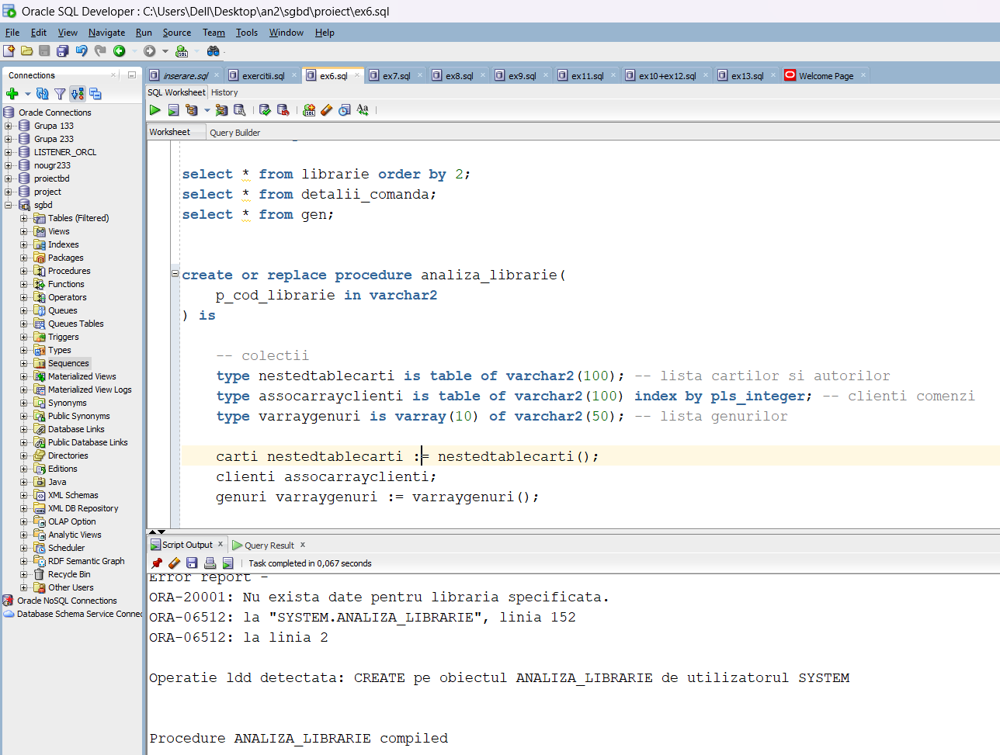 Oracle SQL Developer : C:\Users\Dell\Desktop\an2\sgbd\proiect\ex6.sql
File Edit View Navigate Run Source Team Tools Window Help
Connections
Oracle Connections
Grupa 133
Grupa 233
LISTENER_ORCL
nougr233
proiectbd
project
sgbd
Tables (Filtered)
Views
Indexes
Packages
Procedures
Functions
Operators
Queues
Queues Tables
Triggers
Types
Sequences
Materialized Views
Materialized View Logs
Synonyms
Public Synonyms
Database Links
Public Database Links
Directories
Editions
Java
XML Schemas
XML DB Repository
OLAP Option
Analytic Views
Scheduler
RDF Semantic Graph
Recycle Bin
Other Users
Oracle NoSQL Connections
Database Schema Service Connec
inserare.sql exercitii.sql ex6.sql ex7.sql ex8.sql ex9.sql ex11.sql ex10+ex12.sql ex13.sql Welcome Page
SQL Worksheet History
Worksheet Query Builder
select * from librarie order by 2;
select * from detalii_comanda;
select * from gen;
create or replace procedure analiza_librarie(
p_cod_librarie in varchar2
) is
-- colectii
type nestedtablecarti is table of varchar2(100); -- lista cartilor si autorilor
type assocarrayclienti is table of varchar2(100) index by pls_integer; -- clienti comenzi
type varraygenuri is varray(10) of varchar2(50); -- lista genurilor
carti nestedtablecarti := nestedtablecarti();
clienti assocarrayclienti;
genuri varraygenuri := varraygenuri();
Script Output Query Result
Task completed in 0,067 seconds
Error report -
ORA-20001: Nu exista date pentru libraria specificata.
ORA-06512: la "SYSTEM.ANALIZA_LIBRARIE", linia 152
ORA-06512: la linia 2
Operatie ldd detectata: CREATE pe obiectul ANALIZA_LIBRARIE de utilizatorul SYSTEM
Procedure ANALIZA_LIBRARIE compiled